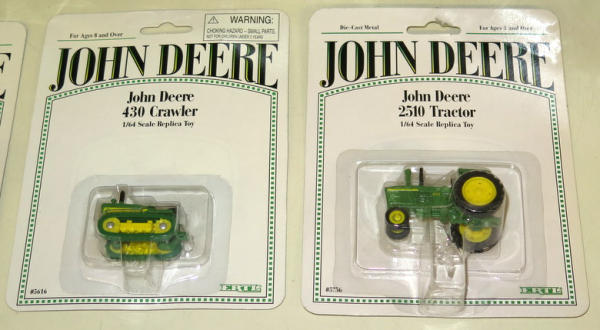 For Ages 8 and Over
WARNING:
CHOKING HAZARD - SMALL PARTS.
NOT FOR CHILDREN UNDER 3 YEARS
JOHN DEERE
John Deere
430 Crawler
1/64 Scale Replica Toy
#5616
ERTL
Die-Cast Metal
For Ages 3 and Over
JOHN DEERE
John Deere
2510 Tractor
1/64 Scale Replica Toy
#5756
ERTL